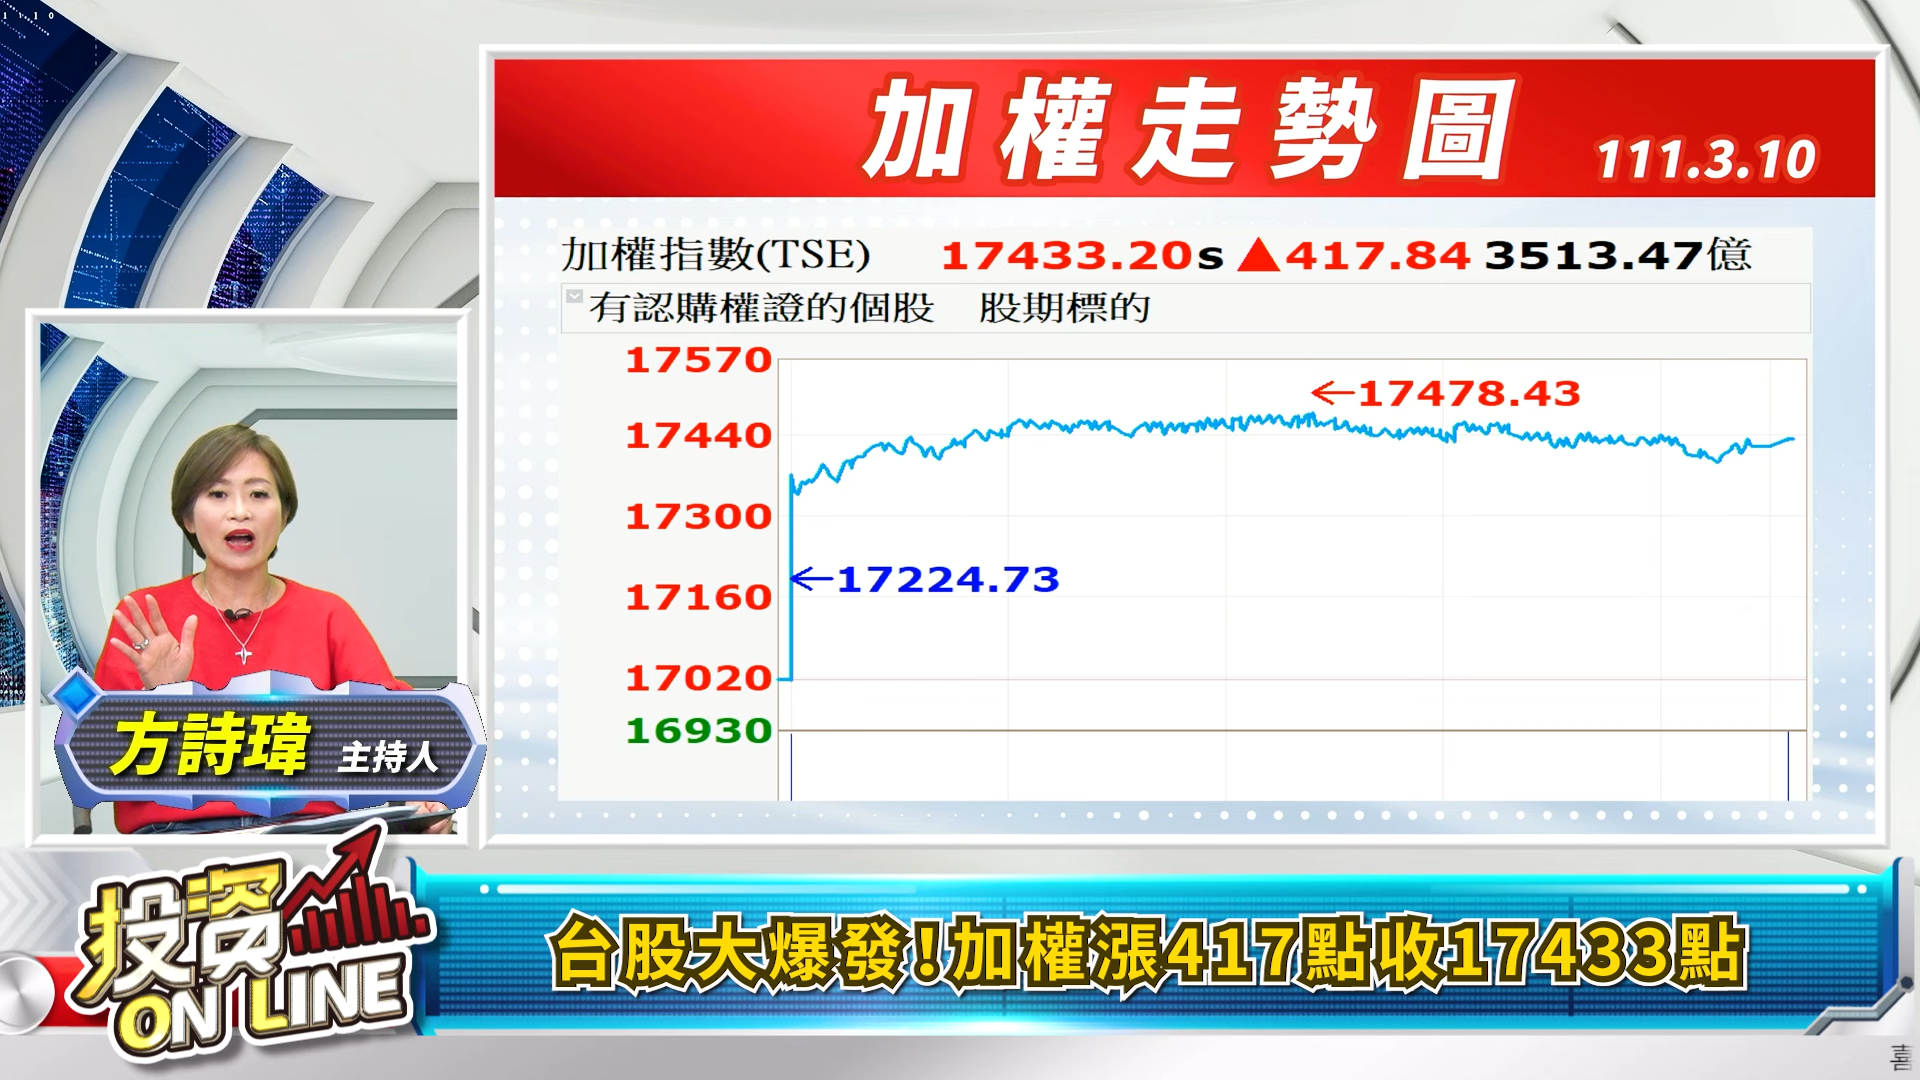 1110
加權走勢圖 111.3.10
加權指數(TSE) 17433.20s ▲417.84 3513.47億
有認購權證的個股 股期標的
17570
←17478.43
17440
17300
←17224.73
17160
17020
16930
方詩瑋 主持人
投資
ON LINE
台股大爆發!加權漲417點收17433點
喜